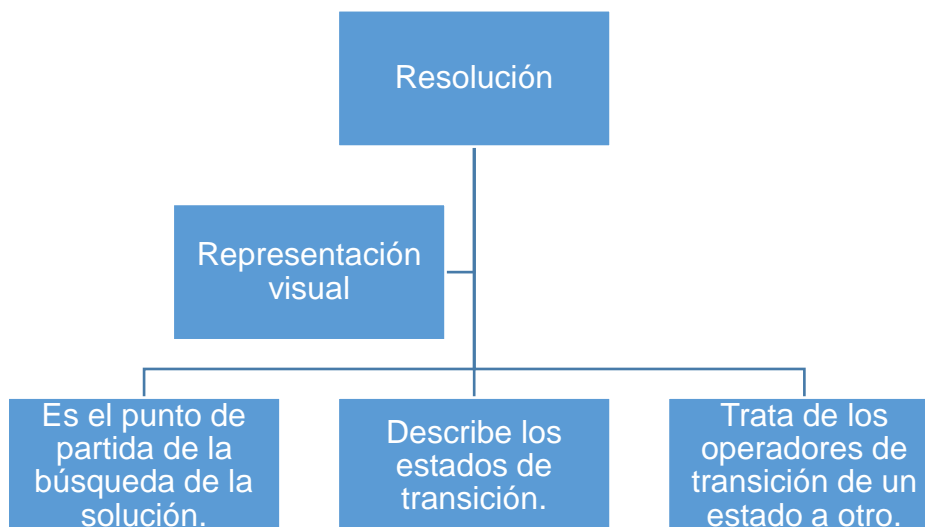 Resolución
Representación
visual
Es el punto de
partida de la
búsqueda de la
solución.
Describe los
estados de
transición.
Trata de los
operadores de
transición de un
estado a otro.